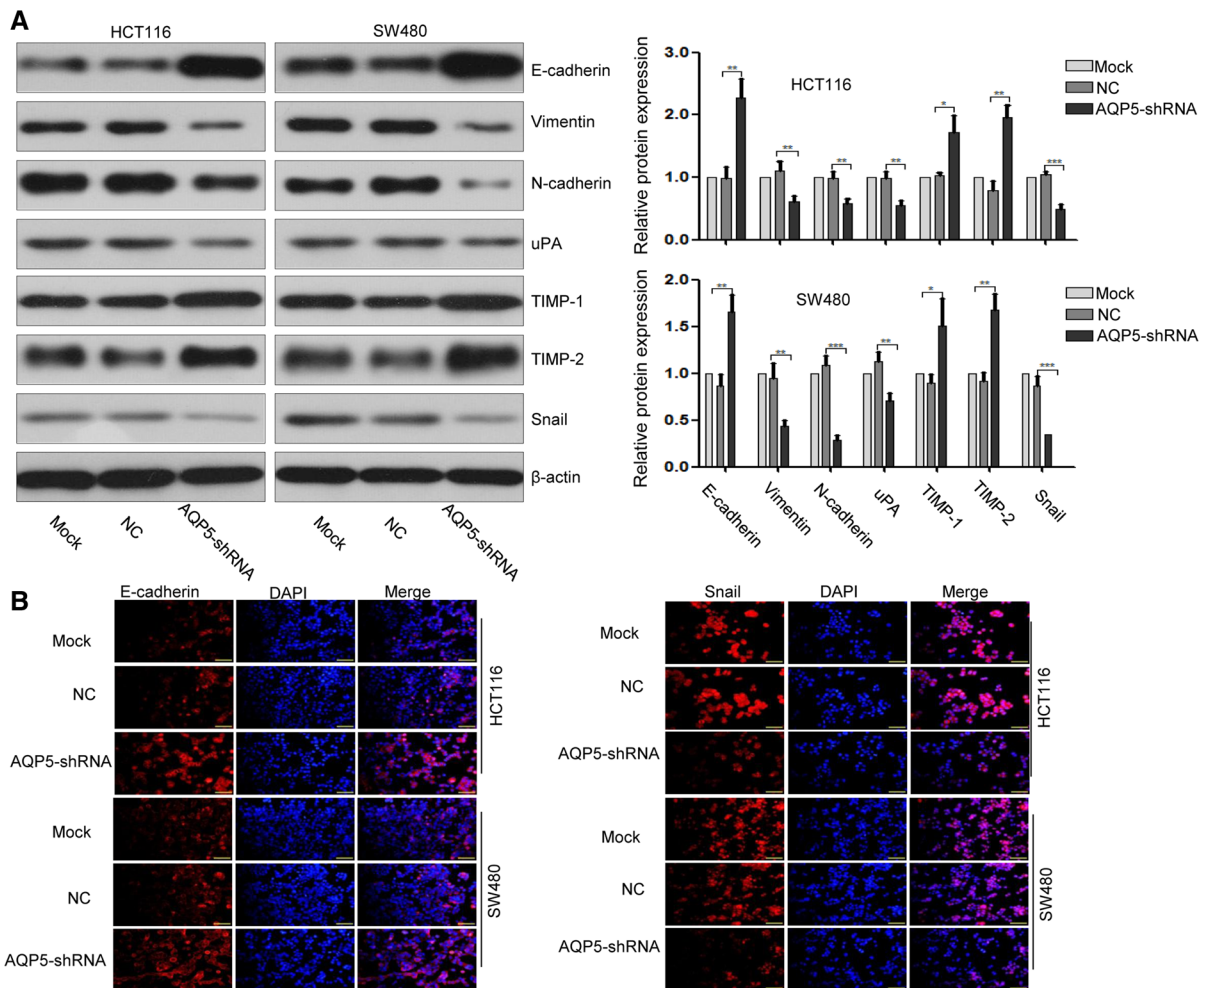 A
HCT116
SW480
E-cadherin
Vimentin
N-cadherin
uPA
TIMP-1
TIMP-2
Snail
β-actin
Mock
NC
AQP5-shRNA
Mock
NC
AQP5-shRNA
Relative protein expression
3.0
2.0
1.0
0.0
HCT116
**
**
**
**
*
**
***
Mock
NC
AQP5-shRNA
Relative protein expression
2.0
1.5
1.0
0.5
0.0
SW480
**
**
***
**
*
**
***
Mock
NC
AQP5-shRNA
E-cadherin
Vimentin
N-cadherin
uPA
TIMP-1
TIMP-2
Snail
B
E-cadherin
DAPI
Merge
Mock
NC
AQP5-shRNA
HCT116
Mock
NC
AQP5-shRNA
SW480
Snail
DAPI
Merge
Mock
NC
AQP5-shRNA
HCT116
Mock
NC
AQP5-shRNA
SW480